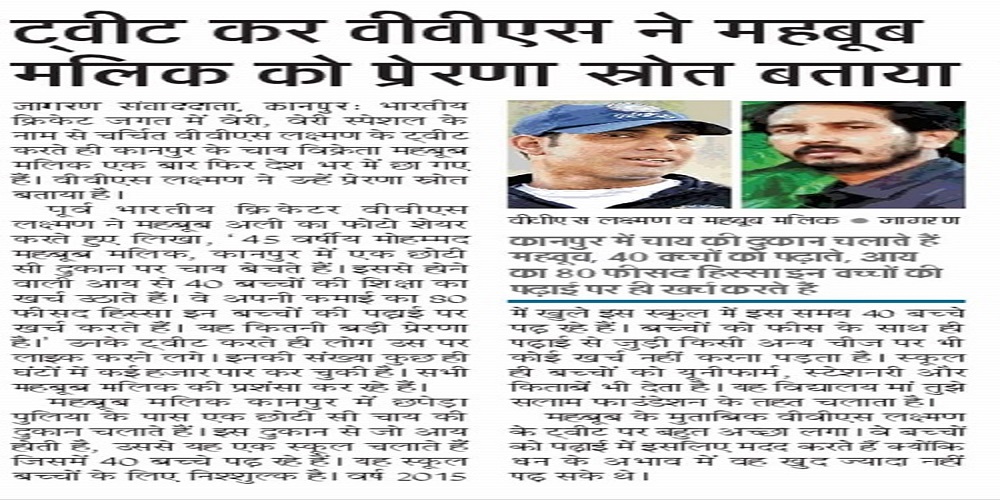 ट्वीट कर वीवीएस ने महबूब
मलिक को प्रेरणा स्रोत बताया
जागरण संवाददाता, कानपुर: भारतीय
क्रिकेट जगत में वेरी, वेरी स्पेशल के
नाम से चर्चित वीवीएस लक्ष्मण के ट्वीट
करते ही कानपुर के चाय विक्रेता महबूब
मलिक एक बार फिर देश भर में छा गए
हैं। वीवीएस लक्ष्मण ने उन्हें प्रेरणा स्रोत
बताया है।
पूर्व भारतीय क्रिकेटर वीवीएस
लक्ष्मण ने महबूब अली का फोटो शेयर
करते हुए लिखा, '45 वर्षीय मोहम्मद
महबूब मलिक, कानपुर में एक छोटी
सी दुकान पर चाय बेचते हैं। इससे होने
वाली आय से 40 बच्चों की शिक्षा का
खर्च उठाते हैं। वे अपनी कमाई का 80
फीसद हिस्सा इन बच्चों की पढ़ाई पर
खर्च करते हैं। यह कितनी बड़ी प्रेरणा
है।' उनके ट्वीट करते ही लोग उस पर
लाइक करने लगे। इनकी संख्या कुछ ही
घंटों में कई हजार पार कर चुकी है। सभी
महबूब मलिक की प्रशंसा कर रहे हैं।
महबूब मलिक कानपुर में छपेड़ा
पुलिया के पास एक छोटी सी चाय की
दुकान चलाते हैं। इस दुकान से जो आय
होती है, उससे यह एक स्कूल चलाते हैं
जिसमें 40 बच्चे पढ़ रहे हैं। यह स्कूल
बच्चों के लिए निश्शुल्क है। वर्ष 2015
वीवीएस लक्ष्मण व महबूब मलिक ● जागरण
कानपुर में चाय की दुकान चलाते हैं
महबूब, 40 बच्चों को पढ़ाते, आय
का 80 फीसद हिस्सा इन बच्चों की
पढ़ाई पर ही खर्च करते हैं
में खुले इस स्कूल में इस समय 40 बच्चे
पढ़ रहे हैं। बच्चों को फीस के साथ ही
पढ़ाई से जुड़ी किसी अन्य चीज पर भी
कोई खर्च नहीं करना पड़ता है। स्कूल
ही बच्चों को यूनीफार्म, स्टेशनरी और
किताबें भी देता है। यह विद्यालय मां तुझे
सलाम फाउंडेशन के तहत चलाता है।
महबूब के मुताबिक वीवीएस लक्ष्मण
के ट्वीट पर बहुत अच्छा लगा। वे बच्चों
को पढ़ाई में इसलिए मदद करते हैं क्योंकि
धन के अभाव में वह खुद ज्यादा नहीं
पढ़ सके थे।